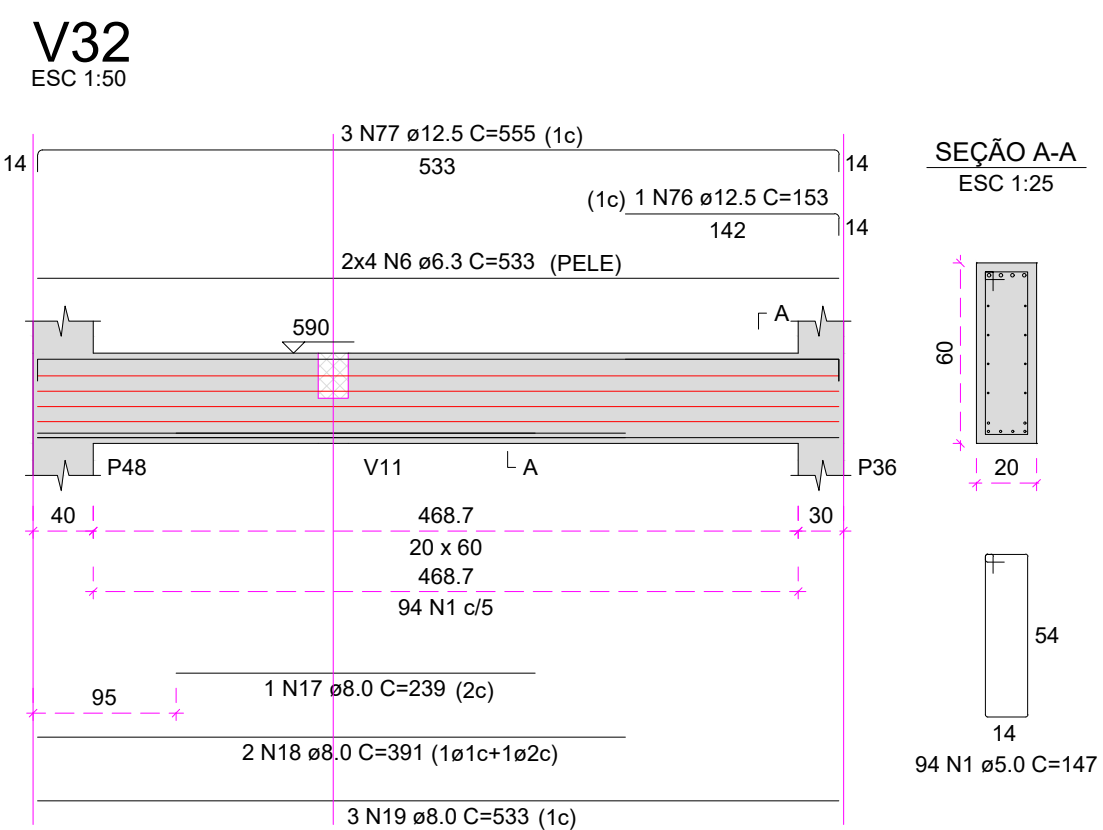 V32
ESC 1:50
3 N77 ø12.5 C=555 (1c)
14
533
14
SEÇÃO A-A
ESC 1:25
(1c) 1 N76 ø12.5 C=153
142
14
2x4 N6 ø6.3 C=533 (PELE)
A
590
60
P48
V11
A
P36
20
40
468.7
30
20 x 60
468.7
94 N1 c/5
54
1 N17 ø8.0 C=239 (2c)
95
14
2 N18 ø8.0 C=391 (1ø1c+1ø2c)
94 N1 ø5.0 C=147
3 N19 ø8.0 C=533 (1c)